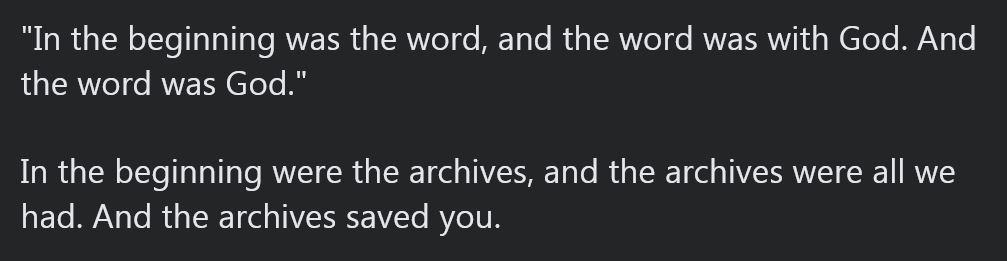 "In the beginning was the word, and the word was with God. And
the word was God."
In the beginning were the archives, and the archives were all we
had. And the archives saved you.